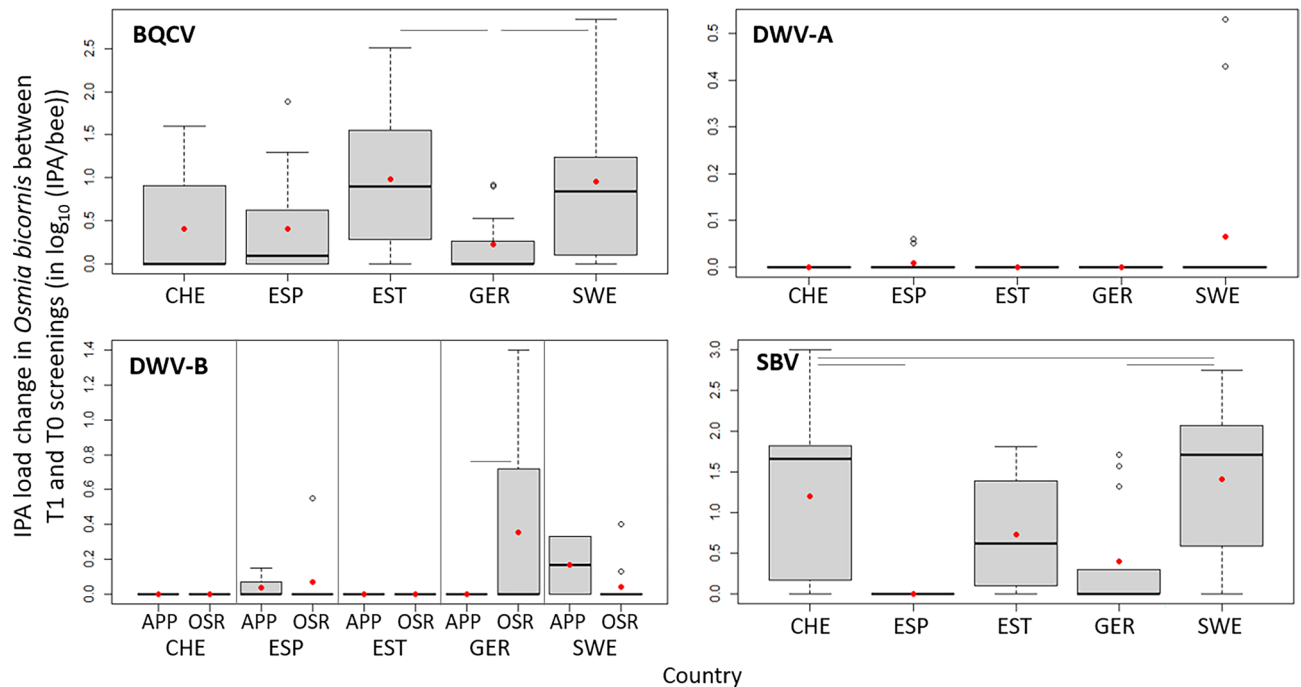 IPA load change in Osmia bicornis between
T1 and T0 screenings (in log10 (IPA/bee))
BQCV
2.5
2.0
1.5
1.0
0.5
0.0
CHE ESP EST GER SWE
DWV-A
0.5
0.4
0.3
0.2
0.1
0.0
CHE ESP EST GER SWE
DWV-B
1.4
1.2
1.0
0.8
0.6
0.4
0.2
0.0
APP OSR APP OSR APP OSR APP OSR APP OSR
CHE ESP EST GER SWE
SBV
3.0
2.5
2.0
1.5
1.0
0.5
0.0
CHE ESP EST GER SWE
Country